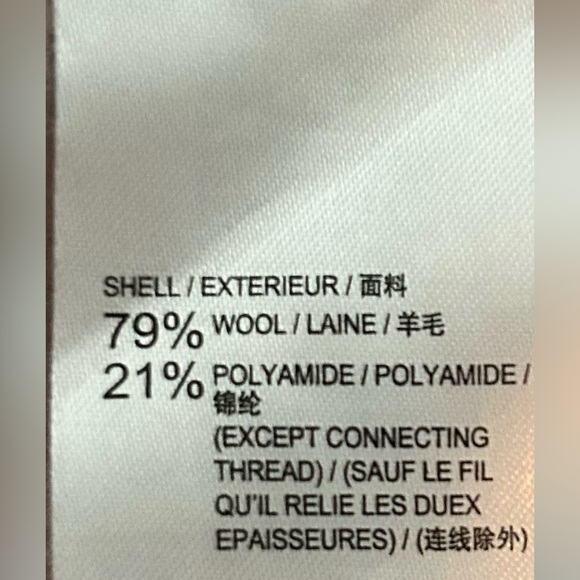 SHELL / EXTERIEUR / 面料
79% WOOL / LAINE / 羊毛
21% POLYAMIDE / POLYAMIDE /
锦纶
(EXCEPT CONNECTING
THREAD) / (SAUF LE FIL
QU'IL RELIE LES DUEX
EPAISSEURES) / (连线除外)